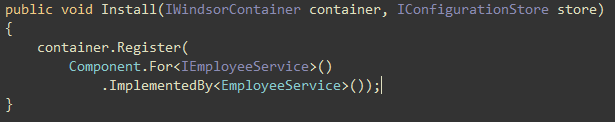 public void Install(IWindsorContainer container, IConfigurationStore store)
{
    container.Register(
        Component.For<IEmployeeService>()
            .ImplementedBy<EmployeeService>());
}